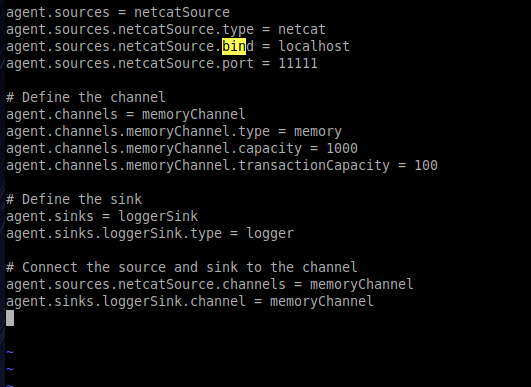 agent.sources = netcatSource
agent.sources.netcatSource.type = netcat
agent.sources.netcatSource.bind = localhost
agent.sources.netcatSource.port = 11111
# Define the channel
agent.channels = memoryChannel
agent.channels.memoryChannel.type = memory
agent.channels.memoryChannel.capacity = 1000
agent.channels.memoryChannel.transactionCapacity = 100
# Define the sink
agent.sinks = loggerSink
agent.sinks.loggerSink.type = logger
# Connect the source and sink to the channel
agent.sources.netcatSource.channels = memoryChannel
agent.sinks.loggerSink.channel = memoryChannel
~
~
~